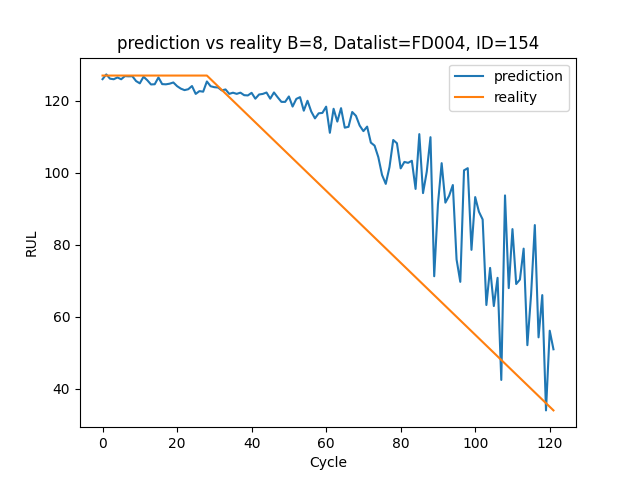 prediction vs reality B=8, Datalist=FD004, ID=154
prediction
reality
120
100
80
60
40
RUL
0 20 40 60 80 100 120
Cycle